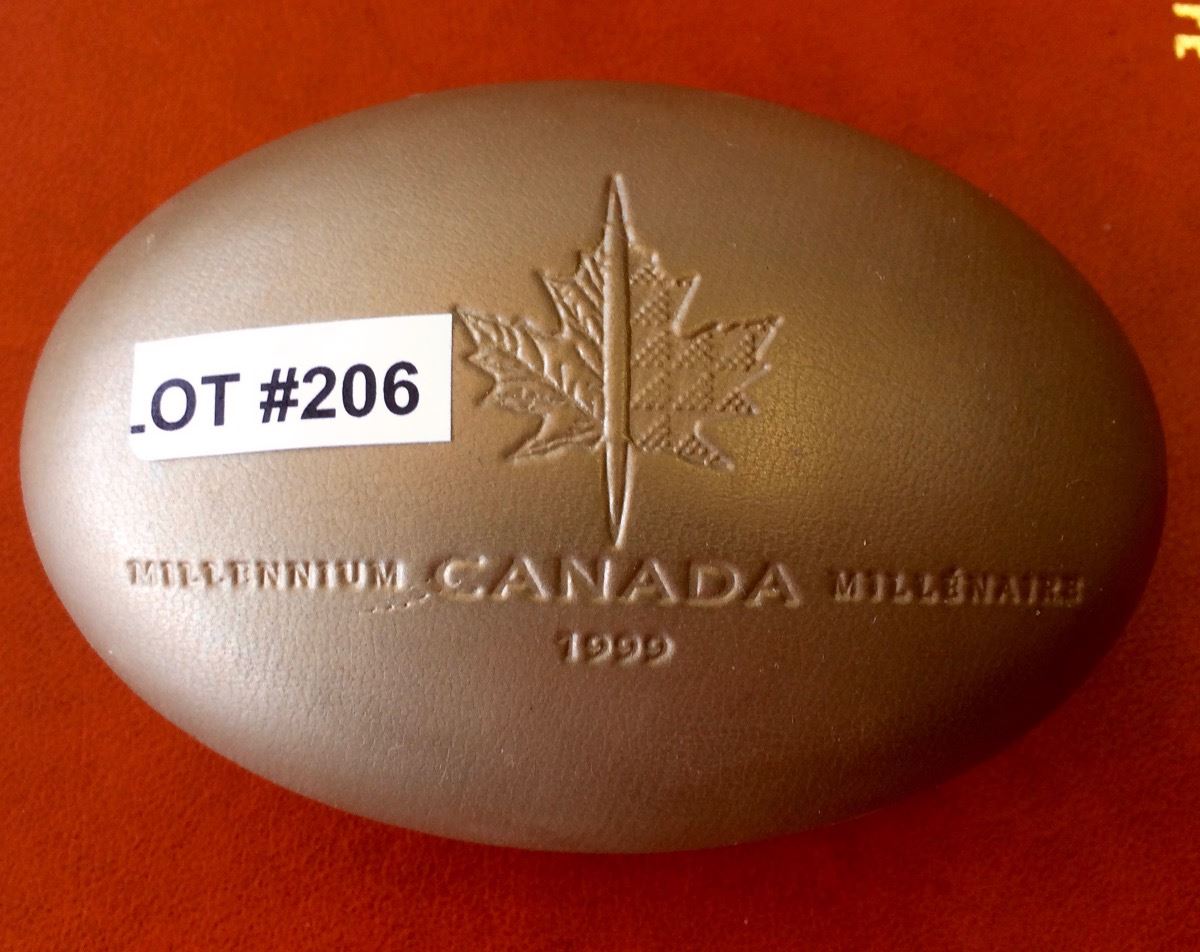 LOT #206
MILLENNIUM CANADA MILLÉNAIRE
1999